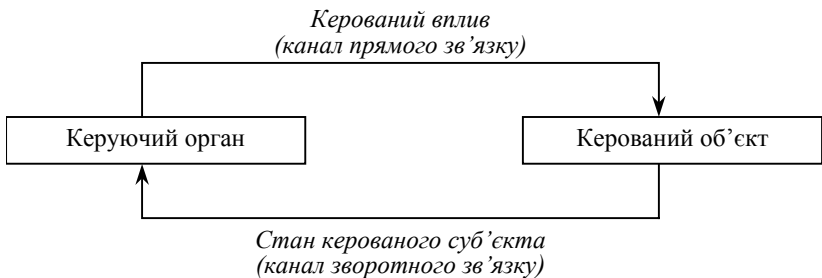 Керований вплив
(канал прямого зв’язку)
Керуючий орган
Керований об’єкт
Стан керованого суб’єкта
(канал зворотного зв’язку)